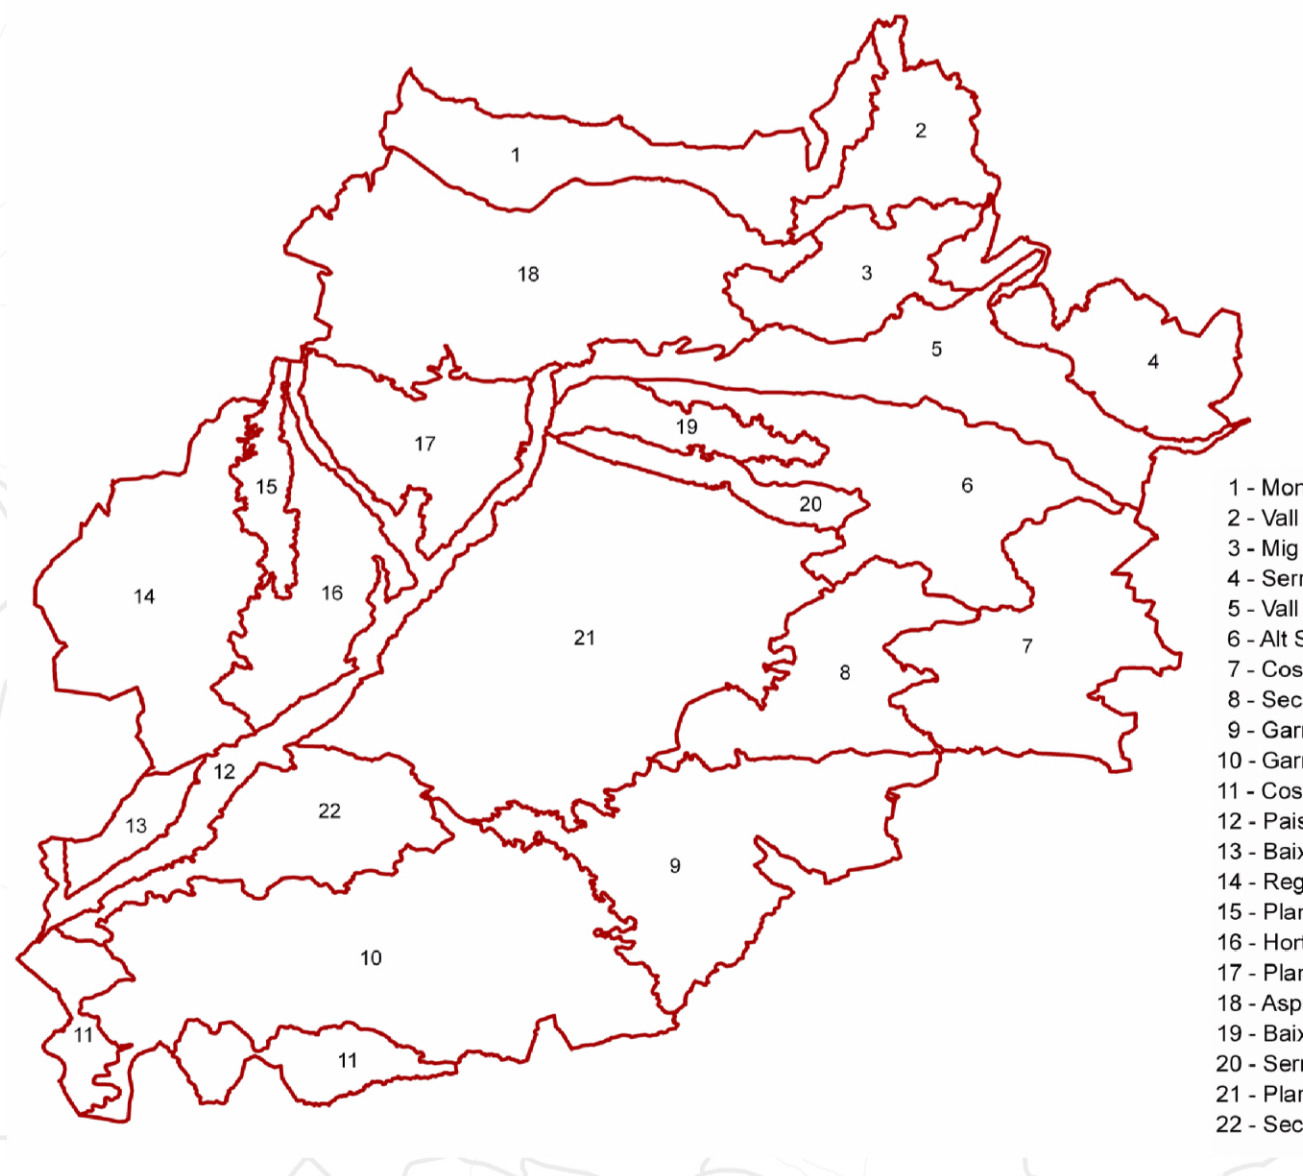 2
1
3
18
5
4
19
17
15
20
6
16
14
21
7
8
12
22
13
9
10
11
11
1 - Mon
2 - Vall
3 - Mig
4 - Serr
5 - Vall
6 - Alt S
7 - Cos
8 - Sec
9 - Garr
10 - Garr
11 - Cos
12 - Pais
13 - Baix
14 - Reg
15 - Plan
16 - Hort
17 - Plan
18 - Asp
19 - Baix
20 - Serr
21 - Plan
22 - Sec